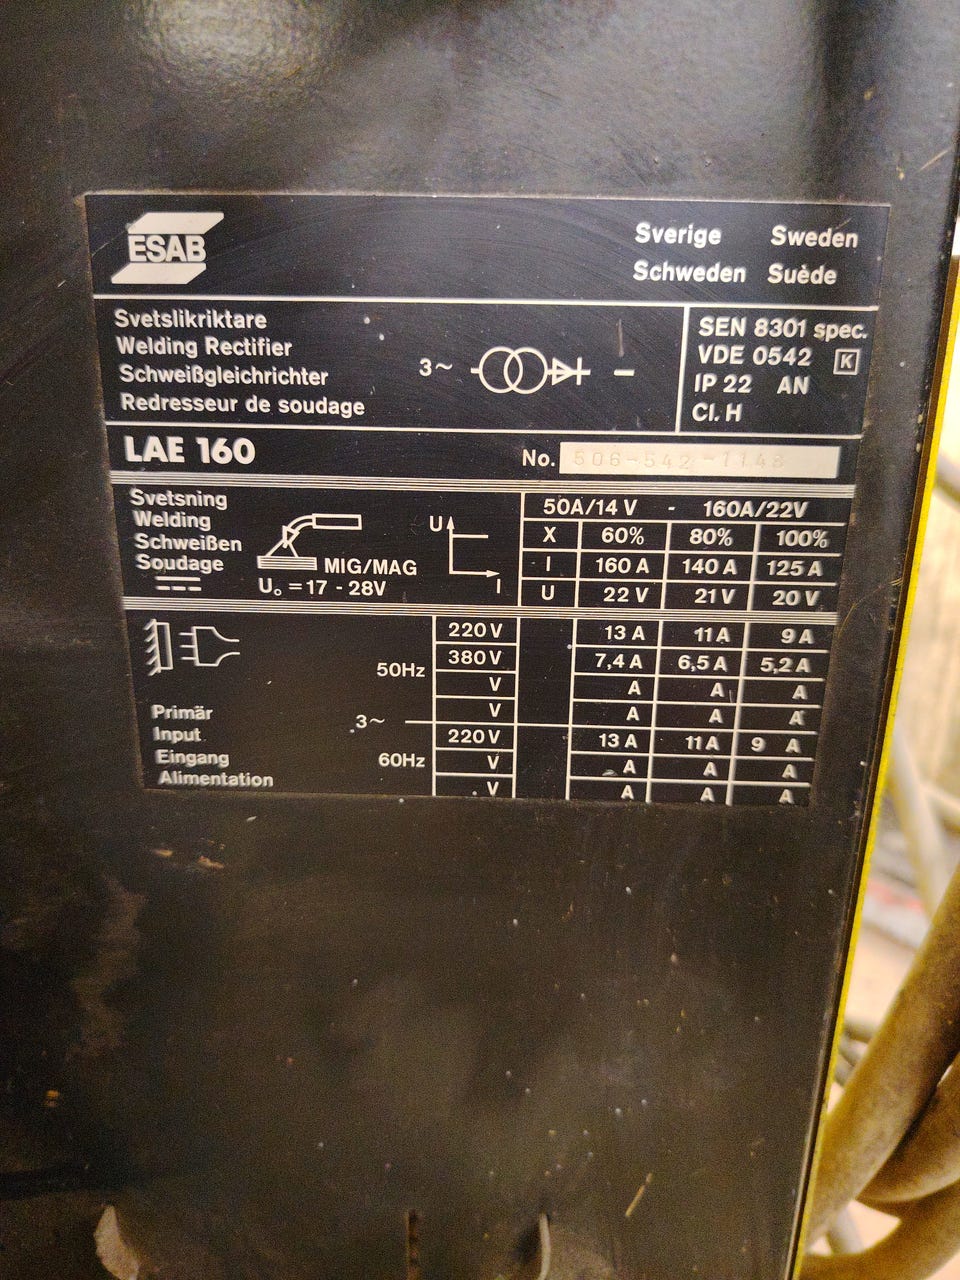 ESAB
Sverige Sweden
Schweden Suède
Svetslikriktare
Welding Rectifier
Schweißgleichrichter
Redresseur de soudage
3~
SEN 8301 spec.
VDE 0542 K
IP 22 AN
Cl. H
LAE 160
No. 506-542-1148
Svetsning
Welding
Schweißen
Soudage
MIG/MAG
U₀ = 17 - 28V
U
I
50A/14 V - 160A/22V
X 60% 80% 100%
I 160 A 140 A 125 A
U 22 V 21 V 20 V
Primär
Input
Eingang
Alimentation
3~
50Hz
220 V 13 A 11 A 9 A
380 V 7,4 A 6,5 A 5,2 A
V A A A
V A A A
60Hz
220 V 13 A 11 A 9 A
V A A A
V A A A